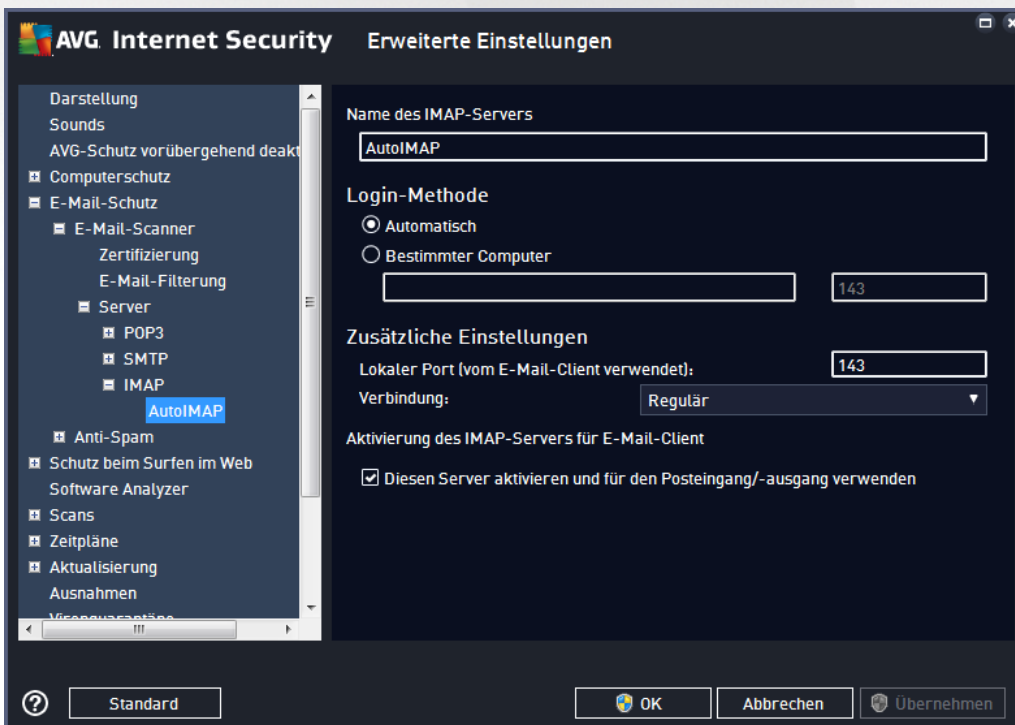 AVG. Internet Security Erweiterte Einstellungen
Darstellung
Sounds
AVG-Schutz vorübergehend deakt
Computerschutz
E-Mail-Schutz
E-Mail-Scanner
Zertifizierung
E-Mail-Filterung
Server
POP3
SMTP
IMAP
AutoIMAP
Anti-Spam
Schutz beim Surfen im Web
Software Analyzer
Scans
Zeitpläne
Aktualisierung
Ausnahmen
Virenquarantäne
Name des IMAP-Servers
AutoIMAP
Login-Methode
Automatisch
Bestimmter Computer
143
Zusätzliche Einstellungen
Lokaler Port (vom E-Mail-Client verwendet): 143
Verbindung: Regulär
Aktivierung des IMAP-Servers für E-Mail-Client
Diesen Server aktivieren und für den Posteingang/-ausgang verwenden
Standard OK Abbrechen Übernehmen